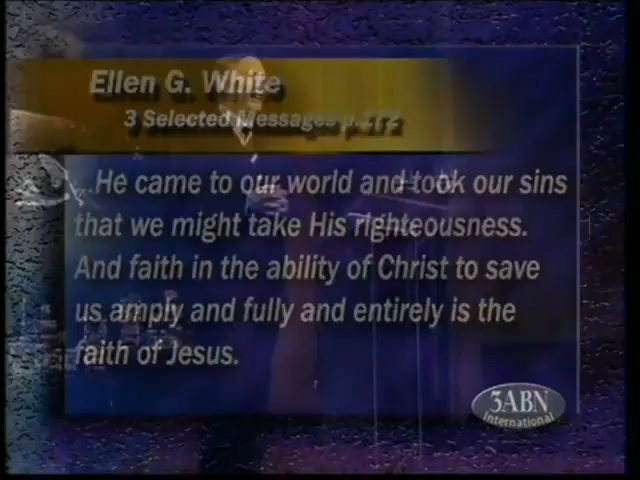 Ellen G. White
3 Selected Messages p.172
...He came to our world and took our sins
that we might take His righteousness.
And faith in the ability of Christ to save
us amply and fully and entirely is the
faith of Jesus.
3ABN
International